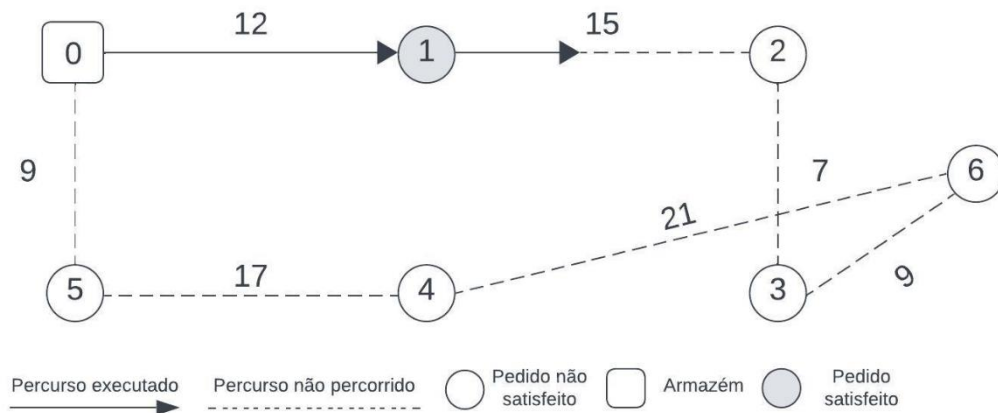 12
15
0
1
2
9
7
6
21
5
17
4
3
9
Percurso executado
Percurso não percorrido
Pedido não
satisfeito
Armazém
Pedido
satisfeito